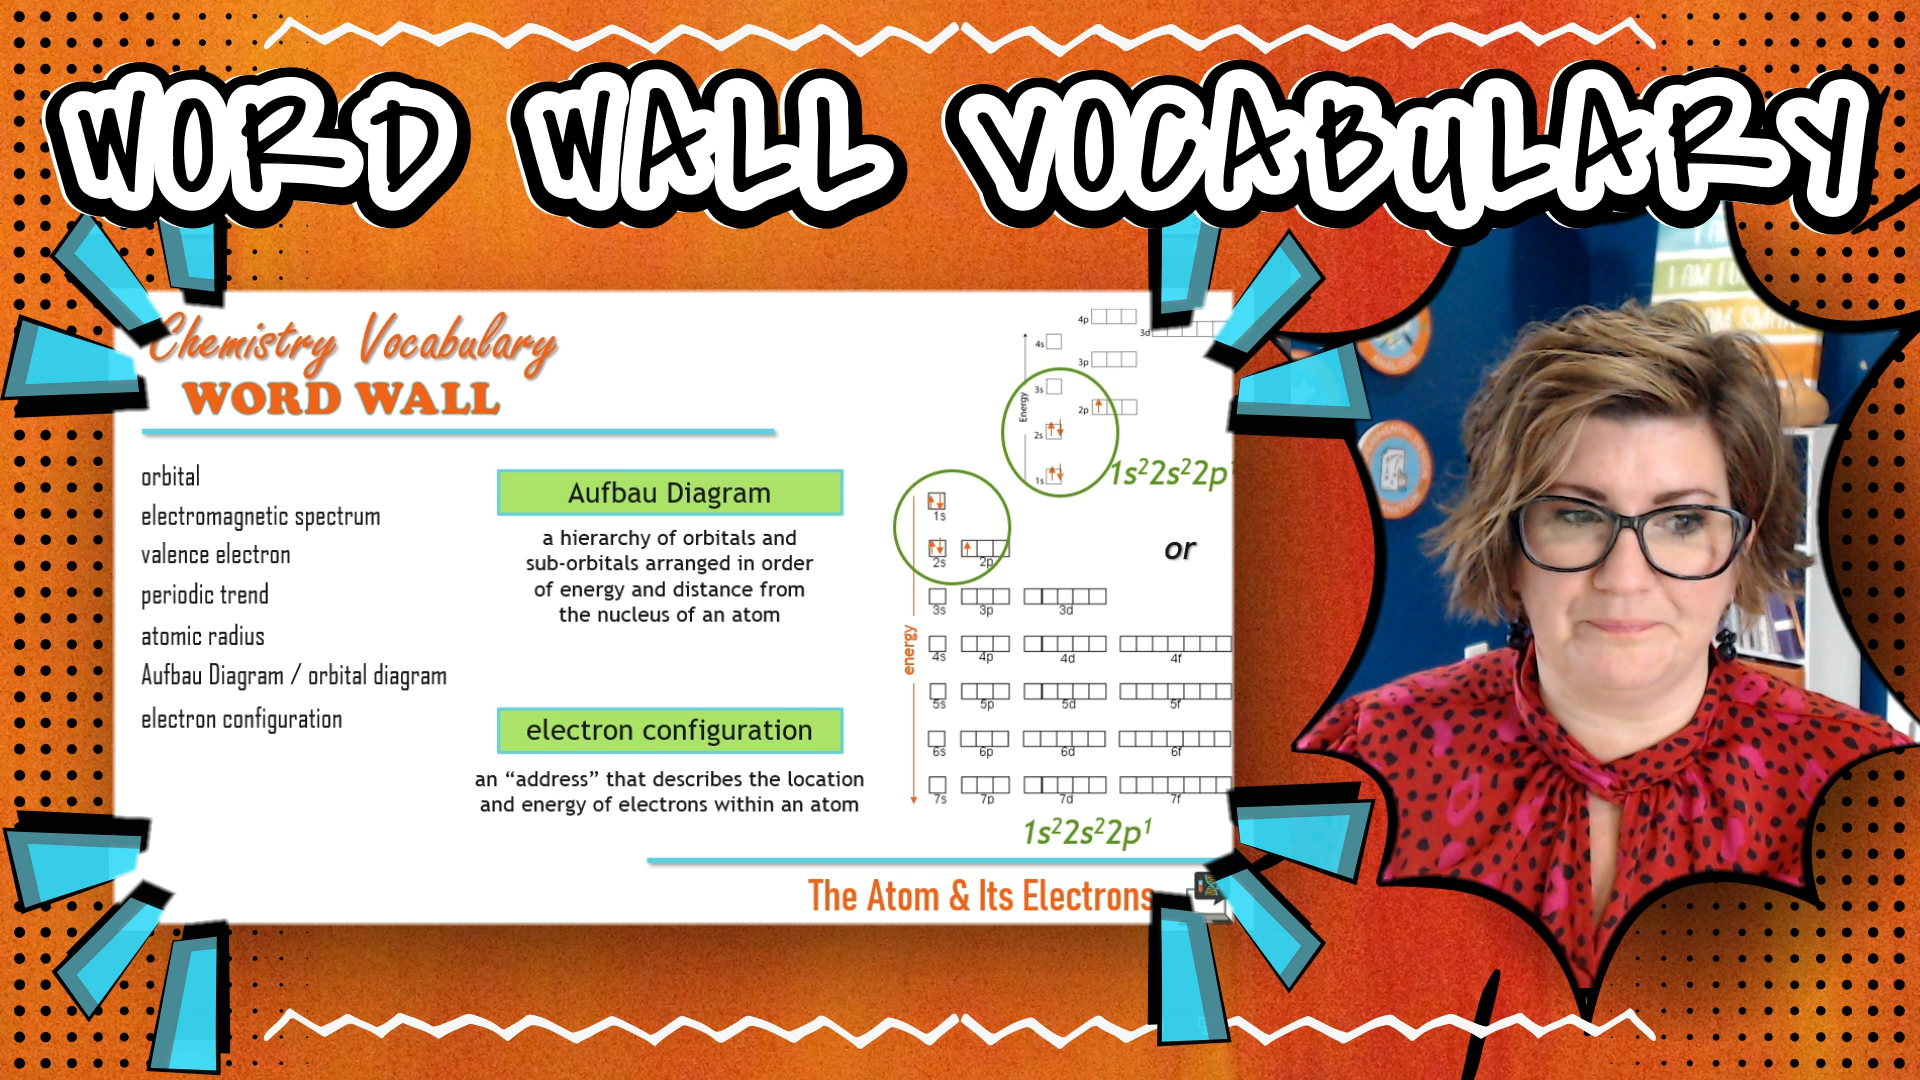 WORD WALL VOCABULARY
Chemistry Vocabulary
WORD WALL
orbital
electromagnetic spectrum
valence electron
periodic trend
atomic radius
Aufbau Diagram / orbital diagram
electron configuration
Aufbau Diagram
a hierarchy of orbitals and
sub-orbitals arranged in order
of energy and distance from
the nucleus of an atom
electron configuration
an “address” that describes the location
and energy of electrons within an atom
4p
3d
4s
3p
3s
Energy
2p
2s
1s
1s²2s²2p¹
or
1s
2s 2p
3s 3p 3d
energy
4s 4p 4d 4f
5s 5p 5d 5f
6s 6p 6d 6f
7s 7p 7d 7f
1s²2s²2p¹
The Atom & Its Electrons
I AM